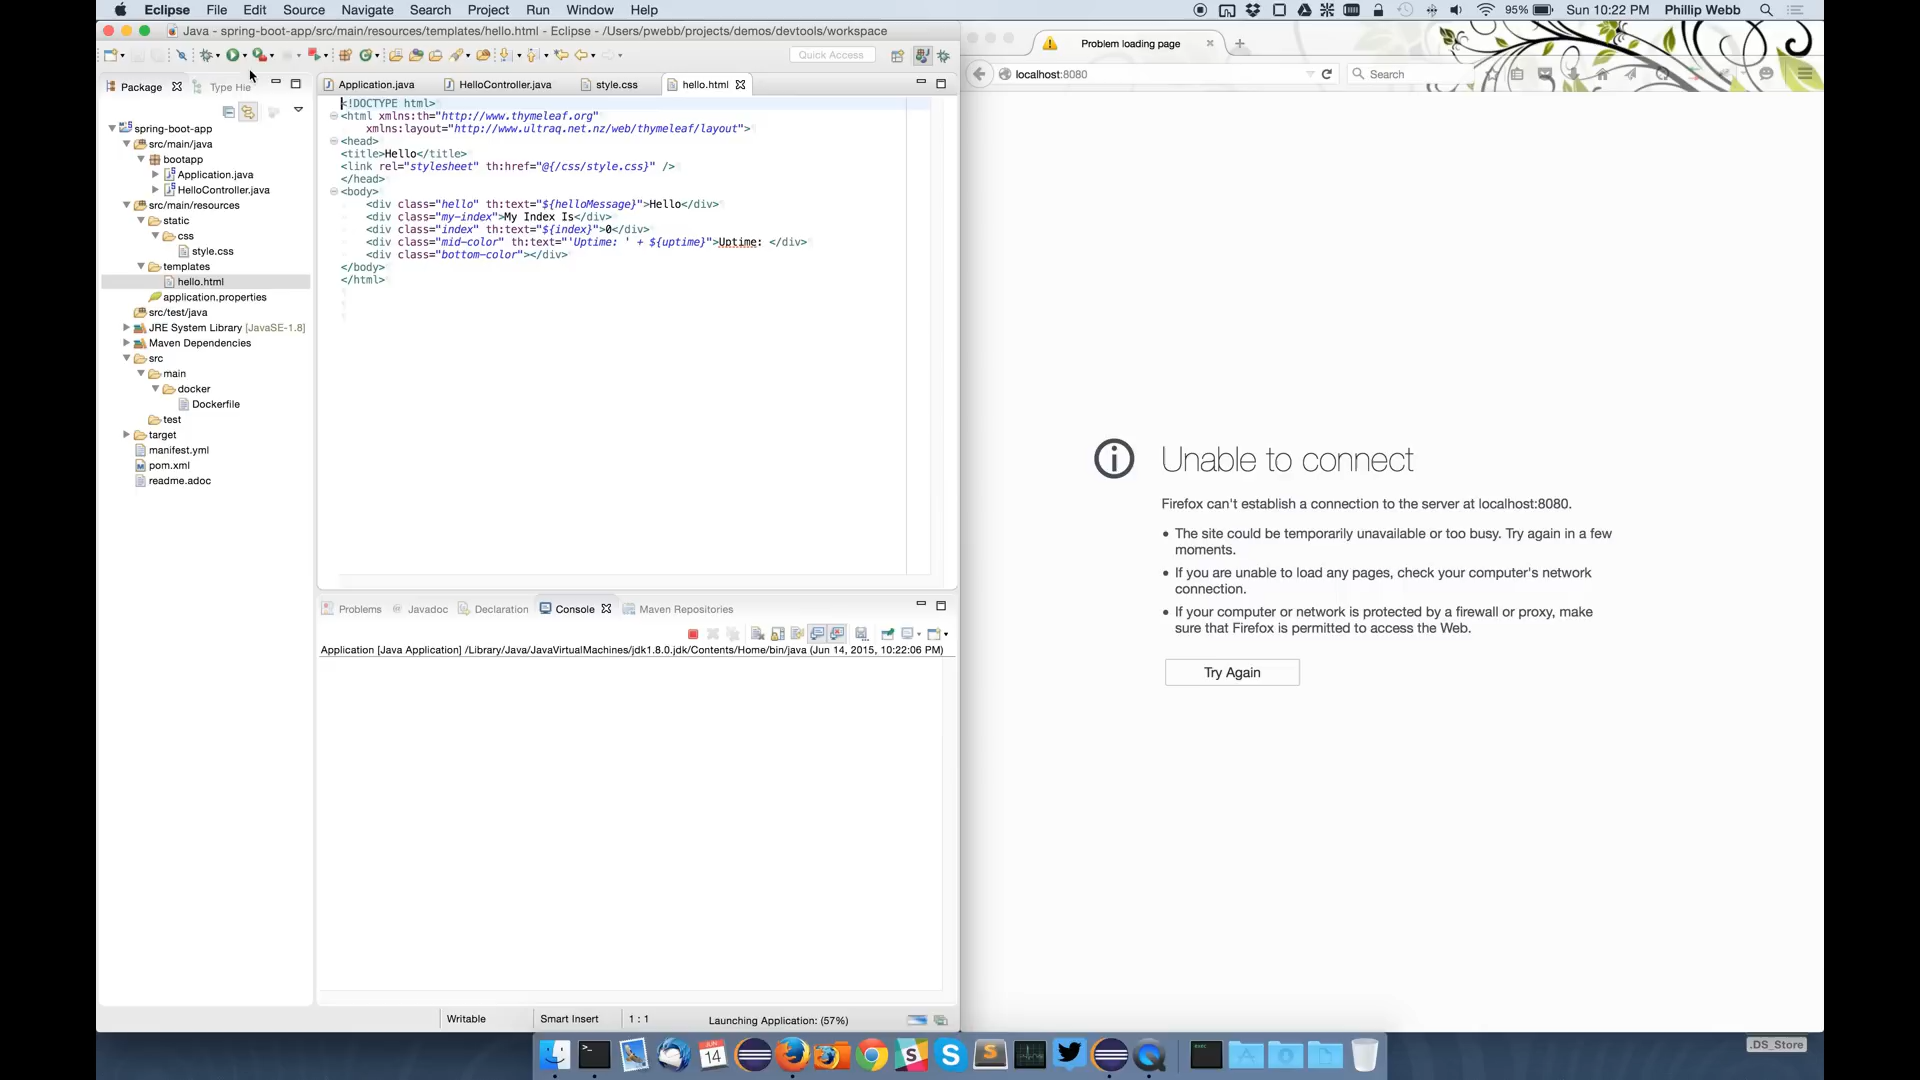 Eclipse File Edit Source Navigate Search Project Run Window Help
95% Sun 10:22 PM Phillip Webb
Java - spring-boot-app/src/main/resources/templates/hello.html - Eclipse - /Users/pwebb/projects/demos/devtools/workspace
Quick Access
Package Type Hie
spring-boot-app
src/main/java
bootapp
Application.java
HelloController.java
src/main/resources
static
css
style.css
templates
hello.html
application.properties
src/test/java
JRE System Library [JavaSE-1.8]
Maven Dependencies
src
main
docker
Dockerfile
test
target
manifest.yml
pom.xml
readme.adoc
Application.java HelloController.java style.css hello.html
<!DOCTYPE html>
<html xmlns:th="http://www.thymeleaf.org"
xmlns:layout="http://www.ultraq.net.nz/web/thymeleaf/layout">
<head>
<title>Hello</title>
<link rel="stylesheet" th:href="@{/css/style.css}" />
</head>
<body>
<div class="hello" th:text="${helloMessage}">Hello</div>
<div class="my-index">My Index Is</div>
<div class="index" th:text="${index}">0</div>
<div class="mid-color" th:text="'Uptime: ' + ${uptime}">Uptime: </div>
<div class="bottom-color"></div>
</body>
</html>
Problems Javadoc Declaration Console Maven Repositories
Application [Java Application] /Library/Java/JavaVirtualMachines/jdk1.8.0.jdk/Contents/Home/bin/java (Jun 14, 2015, 10:22:06 PM)
Writable Smart Insert 1 : 1 Launching Application: (57%)
Problem loading page
localhost:8080
Search
Unable to connect
Firefox can't establish a connection to the server at localhost:8080.
The site could be temporarily unavailable or too busy. Try again in a few
moments.
If you are unable to load any pages, check your computer's network
connection.
If your computer or network is protected by a firewall or proxy, make
sure that Firefox is permitted to access the Web.
Try Again
.DS_Store
JUN
14